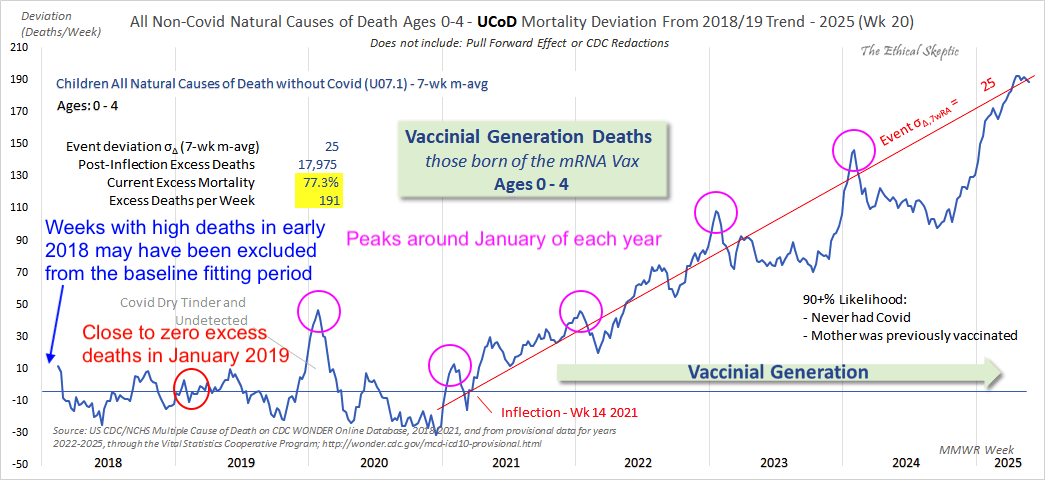 Deviation
(Deaths/Week)
All Non-Covid Natural Causes of Death Ages 0-4 - UCoD Mortality Deviation From 2018/19 Trend - 2025 (Wk 20)
Does not include: Pull Forward Effect or CDC Redactions
The Ethical Skeptic
210
190
170
150
130
110
90
70
50
30
10
-10
-30
-50
Children All Natural Causes of Death without Covid (U07.1) - 7-wk m-avg
Ages: 0 - 4
Event deviation σΔ (7-wk m-avg) 25
Post-Inflection Excess Deaths 17,975
Current Excess Mortality 77.3%
Excess Deaths per Week 191
Vaccinial Generation Deaths
those born of the mRNA Vax
Ages 0 - 4
Event σΔ,7wRA = 25
Weeks with high deaths in early
2018 may have been excluded
from the baseline fitting period
Peaks around January of each year
Covid Dry Tinder and
Undetected
Close to zero excess
deaths in January 2019
90+% Likelihood:
- Never had Covid
- Mother was previously vaccinated
Vaccinial Generation
Inflection - Wk 14 2021
Source: US CDC/NCHS Multiple Cause of Death on CDC WONDER Online Database, 2018-2021, and from provisional data for years
2022-2025, through the Vital Statistics Cooperative Program; http://wonder.cdc.gov/mcd-icd10-provisional.html
MMWR Week
2018
2019
2020
2021
2022
2023
2024
2025